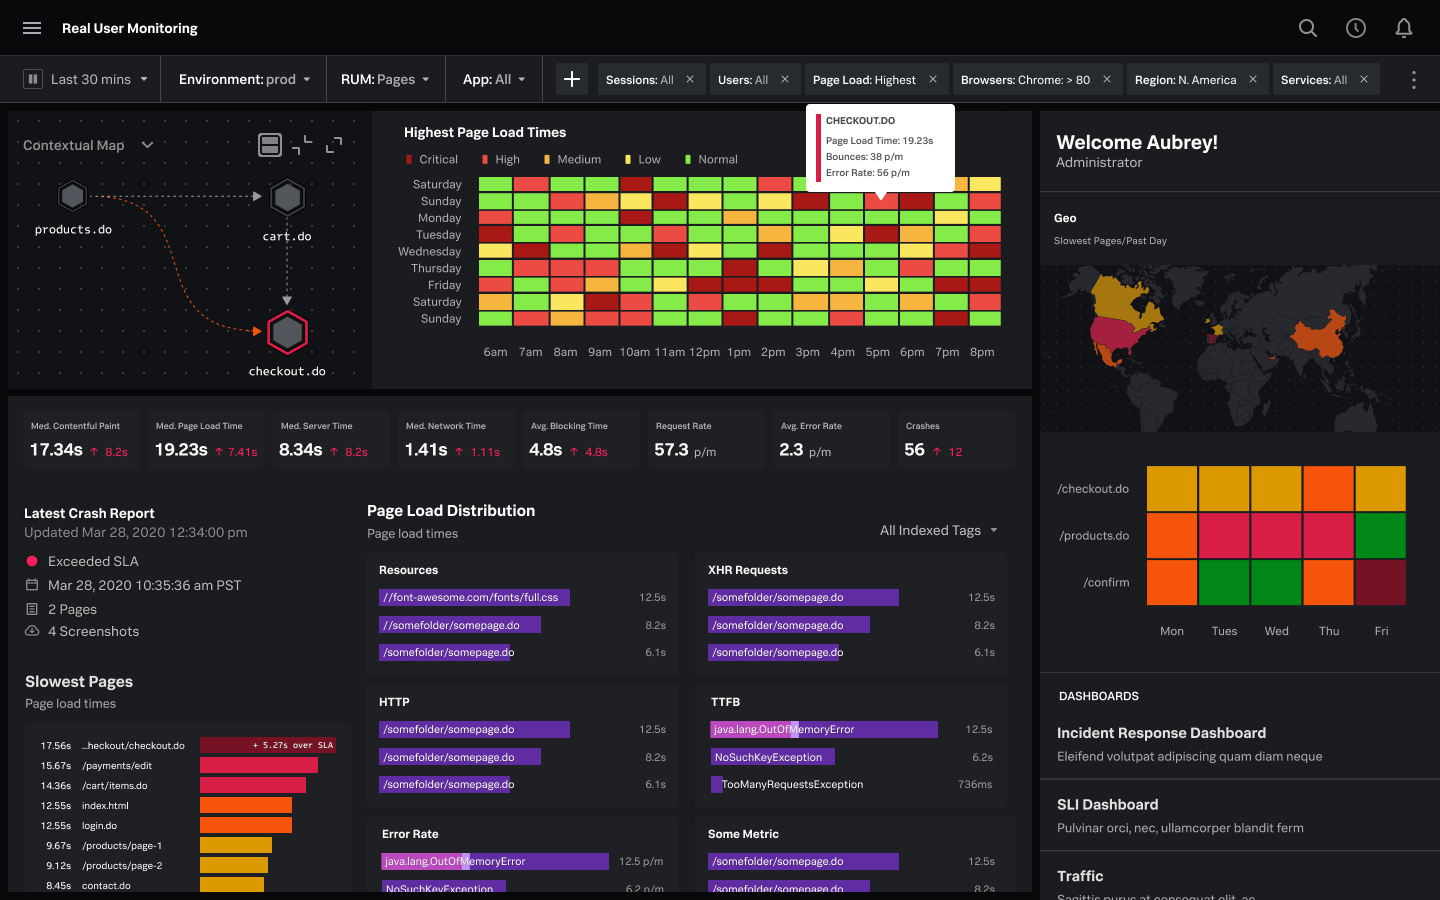 Real User Monitoring
Last 30 mins
Environment: prod
RUM: Pages
App: All
Sessions: All ×
Users: All ×
Page Load: Highest ×
Browsers: Chrome: > 80 ×
Region: N. America ×
Services: All ×
Contextual Map
products.do
cart.do
checkout.do
Highest Page Load Times
Critical High Medium Low Normal
CHECKOUT.DO
Page Load Time: 19.23s
Bounces: 38 p/m
Error Rate: 56 p/m
Saturday
Sunday
Monday
Tuesday
Wednesday
Thursday
Friday
Saturday
Sunday
6am 7am 8am 9am 10am 11am 12pm 1pm 2pm 3pm 4pm 5pm 6pm 7pm 8pm
Med. Contentful Paint
17.34s ↑ 8.2s
Med. Page Load Time
19.23s ↑ 7.41s
Med. Server Time
8.34s ↑ 8.2s
Med. Network Time
1.41s ↑ 1.11s
Avg. Blocking Time
4.8s ↑ 4.8s
Request Rate
57.3 p/m
Avg. Error Rate
2.3 p/m
Crashes
56 ↑ 12
Latest Crash Report
Updated Mar 28, 2020 12:34:00 pm
Exceeded SLA
Mar 28, 2020 10:35:36 am PST
2 Pages
4 Screenshots
Slowest Pages
Page load times
17.56s ...heckout/checkout.do + 5.27s over SLA
15.67s /payments/edit
14.36s /cart/items.do
12.55s index.html
12.55s login.do
9.67s /products/page-1
9.12s /products/page-2
8.45s contact.do
Page Load Distribution
Page load times
All Indexed Tags
Resources
//font-awesome.com/fonts/full.css 12.5s
//somefolder/somepage.do 8.2s
/somefolder/somepage.do 6.1s
XHR Requests
/somefolder/somepage.do 12.5s
/somefolder/somepage.do 8.2s
/somefolder/somepage.do 6.1s
HTTP
/somefolder/somepage.do 12.5s
/somefolder/somepage.do 8.2s
/somefolder/somepage.do 6.1s
TTFB
java.lang.OutOfMemoryError 12.5s
NoSuchKeyException 6.2s
TooManyRequestsException 736ms
Error Rate
java.lang.OutOfMemoryError 12.5 p/m
NoSuchKeyException 6.2 p/m
Some Metric
/somefolder/somepage.do 12.5s
/somefolder/somepage.do 8.2s
Welcome Aubrey!
Administrator
Geo
Slowest Pages/Past Day
/checkout.do
/products.do
/confirm
Mon Tues Wed Thu Fri
DASHBOARDS
Incident Response Dashboard
Eleifend volutpat adipiscing quam diam neque
SLI Dashboard
Pulvinar orci, nec, ullamcorper blandit ferm
Traffic
Sagittis purus at consequat elit, ac